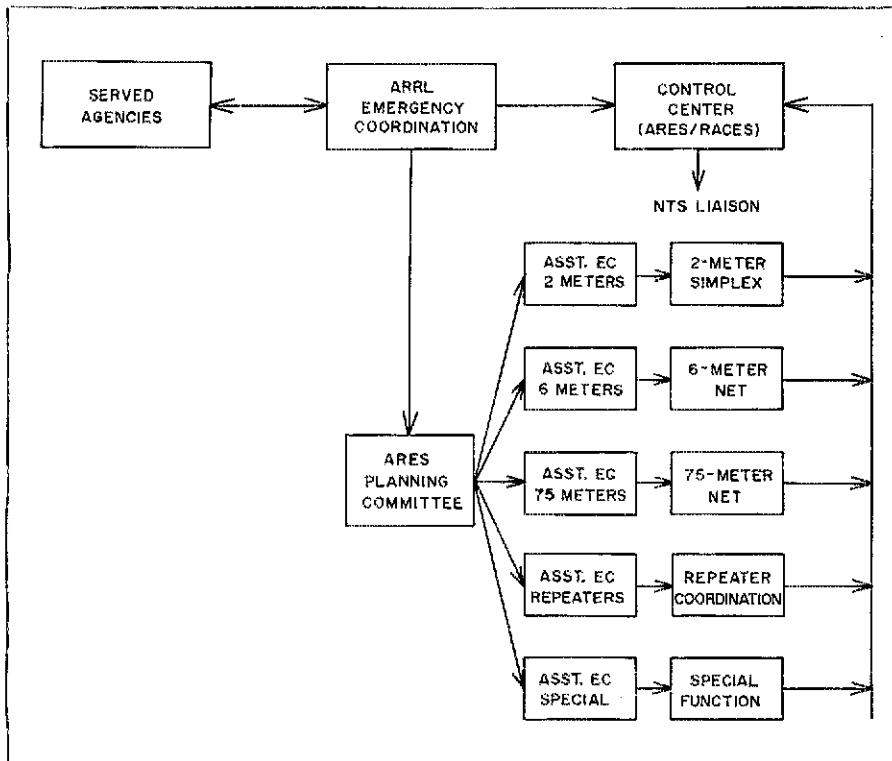 SERVED
AGENCIES
ARRL
EMERGENCY
COORDINATION
CONTROL
CENTER
(ARES/RACES)
NTS LIAISON
ASST. EC
2 METERS
2-METER
SIMPLEX
ASST. EC
6 METERS
6-METER
NET
ARES
PLANNING
COMMITTEE
ASST. EC
75 METERS
75-METER
NET
ASST. EC
REPEATERS
REPEATER
COORDINATION
ASST. EC
SPECIAL
SPECIAL
FUNCTION